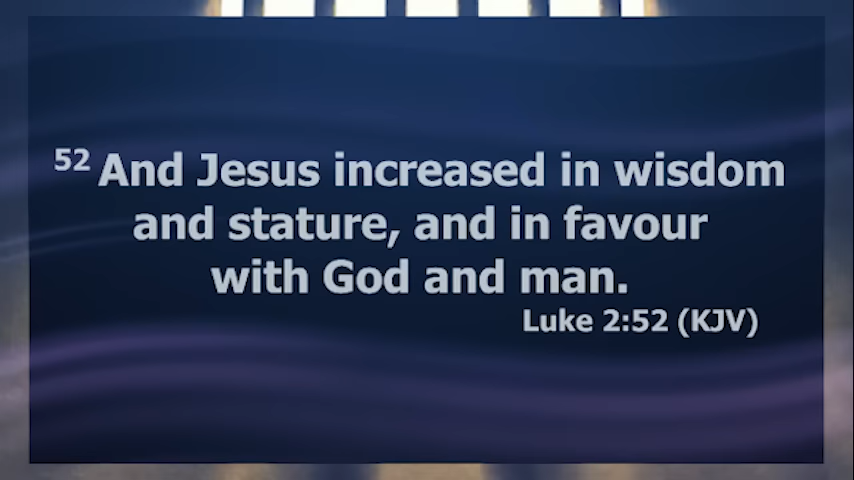 52 And Jesus increased in wisdom
and stature, and in favour
with God and man.
Luke 2:52 (KJV)